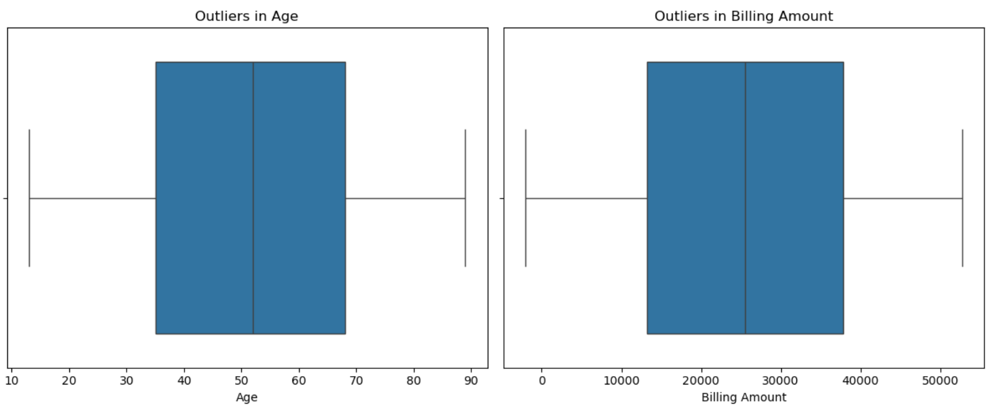 Outliers in Age
10 20 30 40 50 60 70 80 90
Age
Outliers in Billing Amount
0 10000 20000 30000 40000 50000
Billing Amount